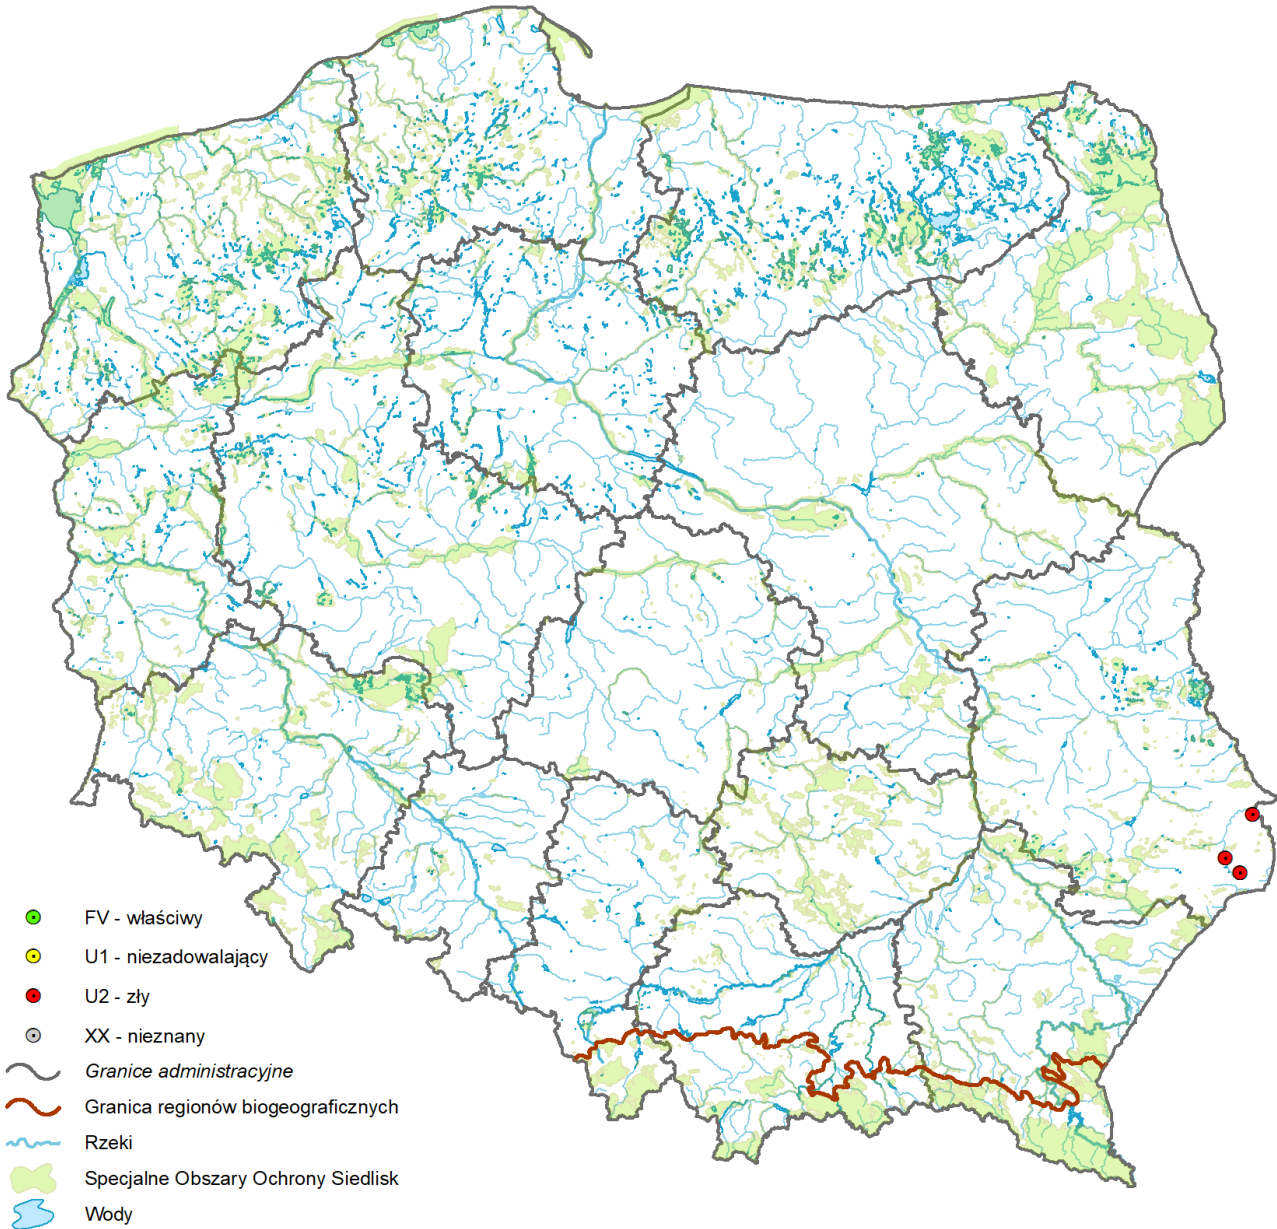 FV - właściwy
U1 - niezadowalający
U2 - zły
XX - nieznany
Granice administracyjne
Granica regionów biogeograficznych
Rzeki
Specjalne Obszary Ochrony Siedlisk
Wody